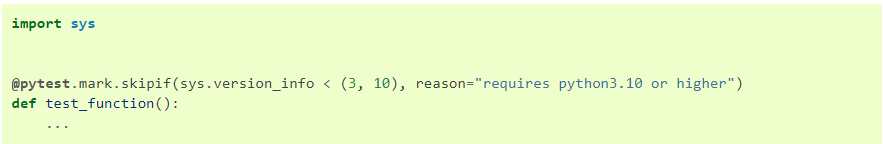 import sys
@pytest.mark.skipif(sys.version_info < (3, 10), reason="requires python3.10 or higher")
def test_function():
    ...